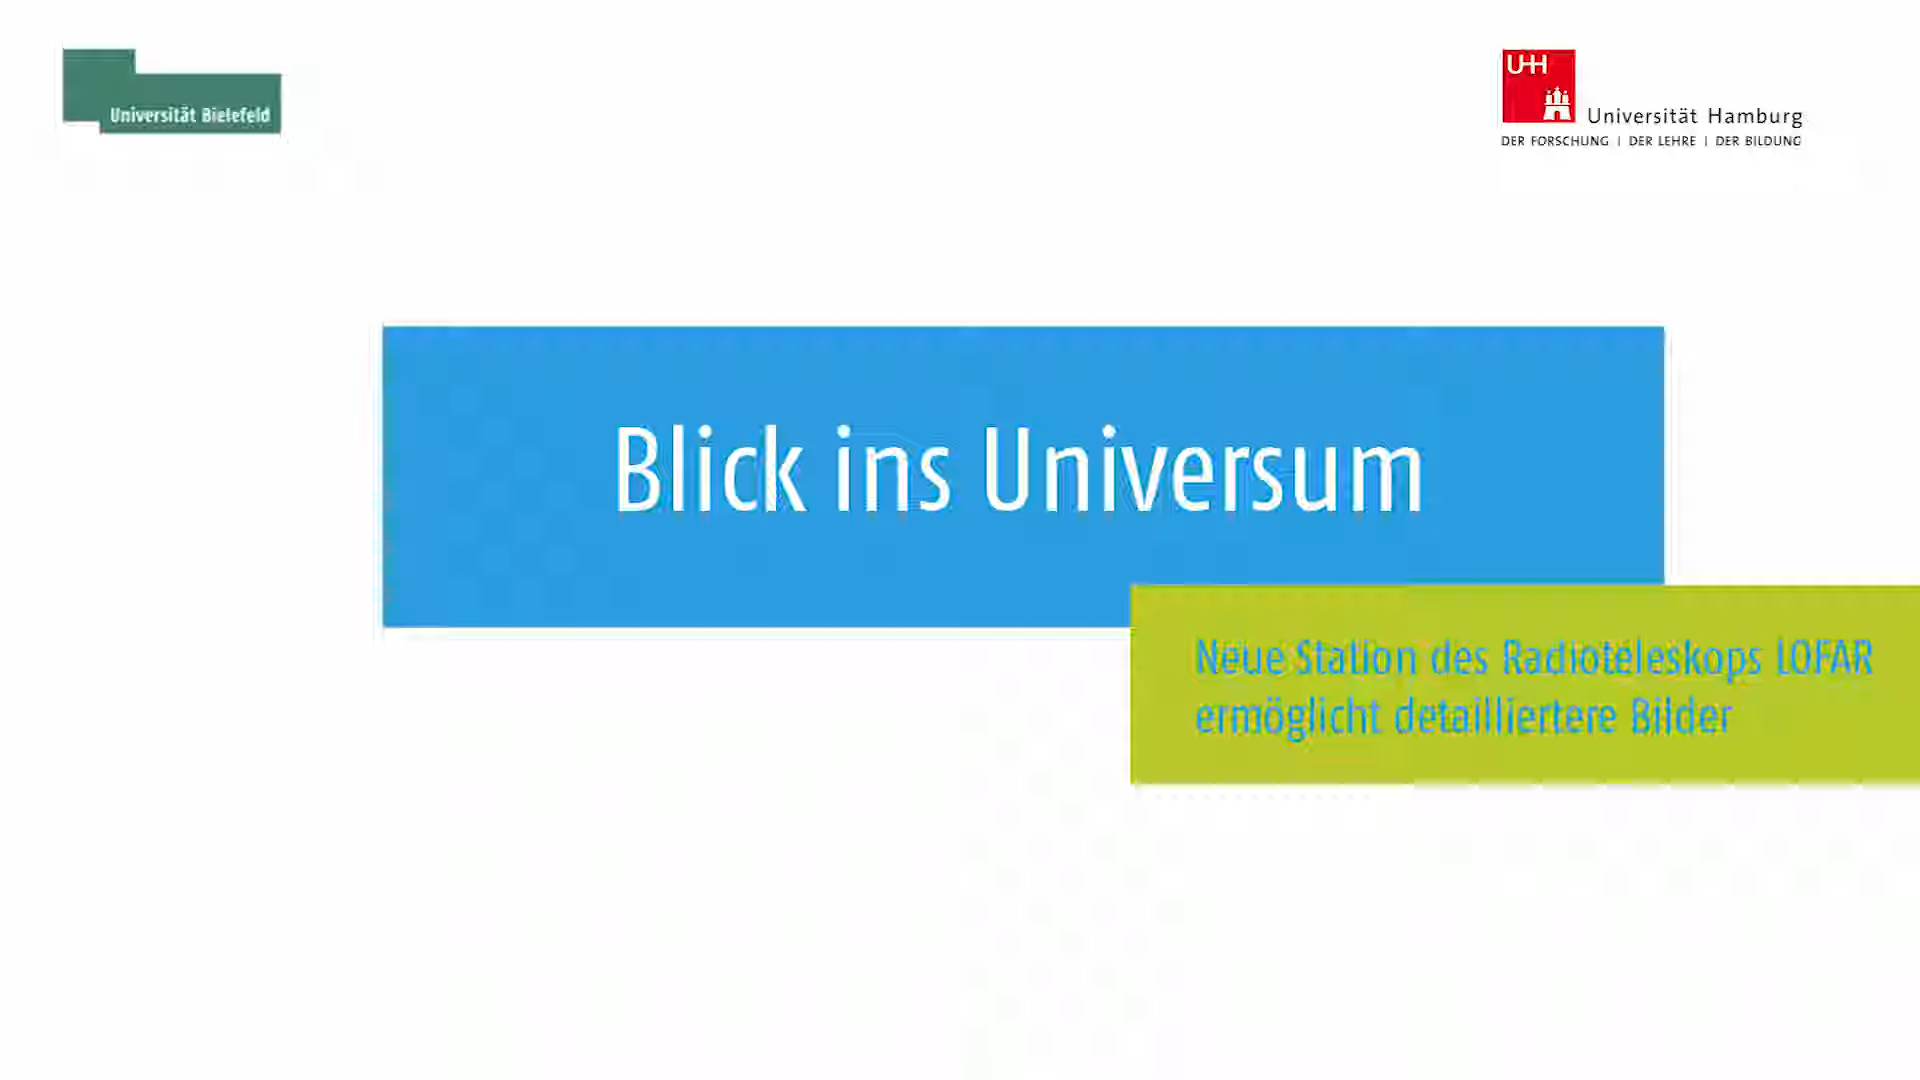 Universität Bielefeld
UHH
Universität Hamburg
DER FORSCHUNG | DER LEHRE | DER BILDUNG
Blick ins Universum
Neue Station des Radioteleskops LOFAR
ermöglicht detailliertere Bilder